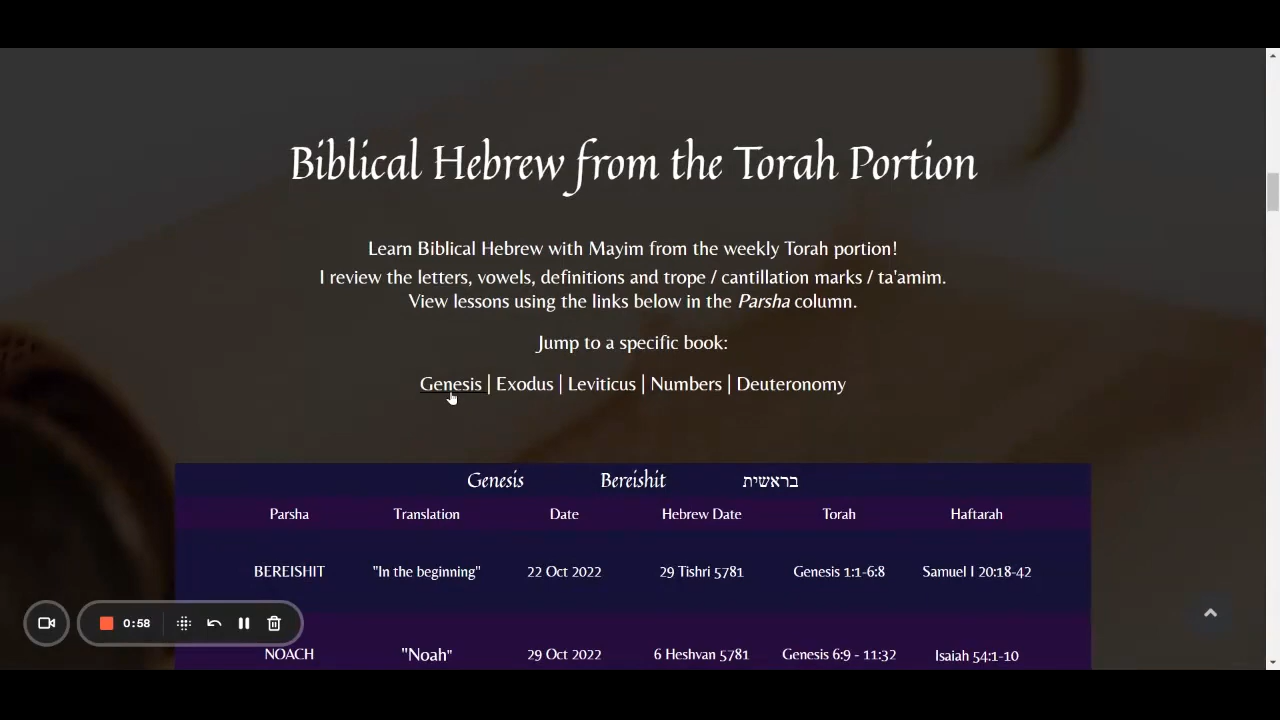 Biblical Hebrew from the Torah Portion
Learn Biblical Hebrew with Mayim from the weekly Torah portion!
I review the letters, vowels, definitions and trope / cantillation marks / ta'amim.
View lessons using the links below in the Parsha column.
Jump to a specific book:
Genesis | Exodus | Leviticus | Numbers | Deuteronomy
Genesis Bereishit בראשית
Parsha Translation Date Hebrew Date Torah Haftarah
BEREISHIT "In the beginning" 22 Oct 2022 29 Tishri 5781 Genesis 1:1-6:8 Samuel I 20:18-42
NOACH "Noah" 29 Oct 2022 6 Heshvan 5781 Genesis 6:9 - 11:32 Isaiah 54:1-10
0:58